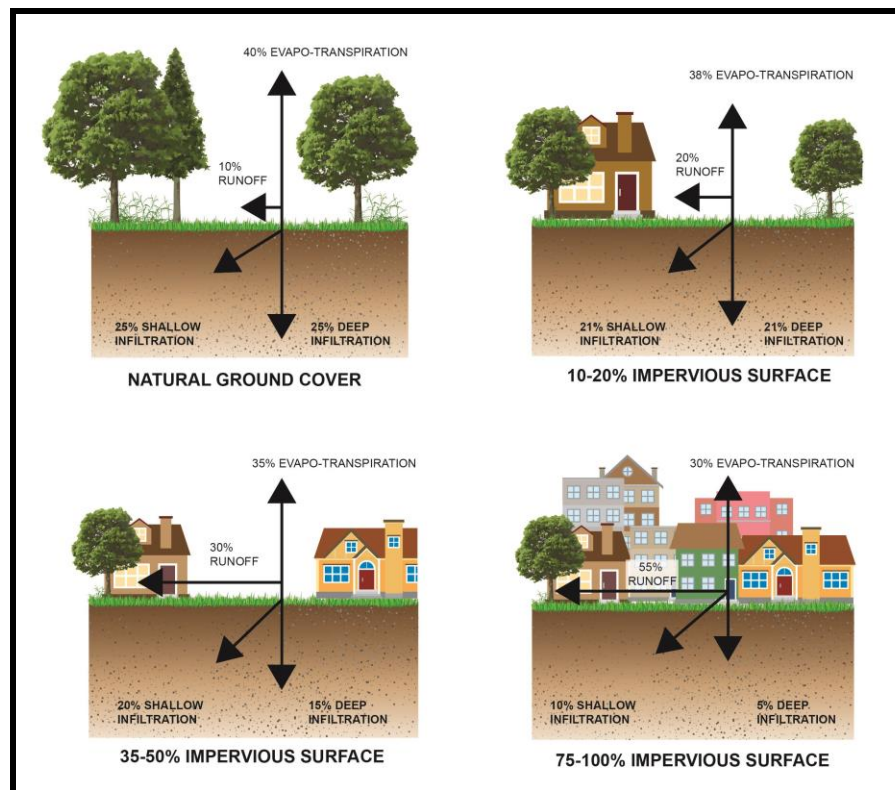 40% EVAPO-TRANSPIRATION
10%
RUNOFF
25% SHALLOW
INFILTRATION
25% DEEP
INFILTRATION
NATURAL GROUND COVER
38% EVAPO-TRANSPIRATION
20%
RUNOFF
21% SHALLOW
INFILTRATION
21% DEEP
INFILTRATION
10-20% IMPERVIOUS SURFACE
35% EVAPO-TRANSPIRATION
30%
RUNOFF
20% SHALLOW
INFILTRATION
15% DEEP
INFILTRATION
35-50% IMPERVIOUS SURFACE
30% EVAPO-TRANSPIRATION
55%
RUNOFF
10% SHALLOW
INFILTRATION
5% DEEP
INFILTRATION
75-100% IMPERVIOUS SURFACE